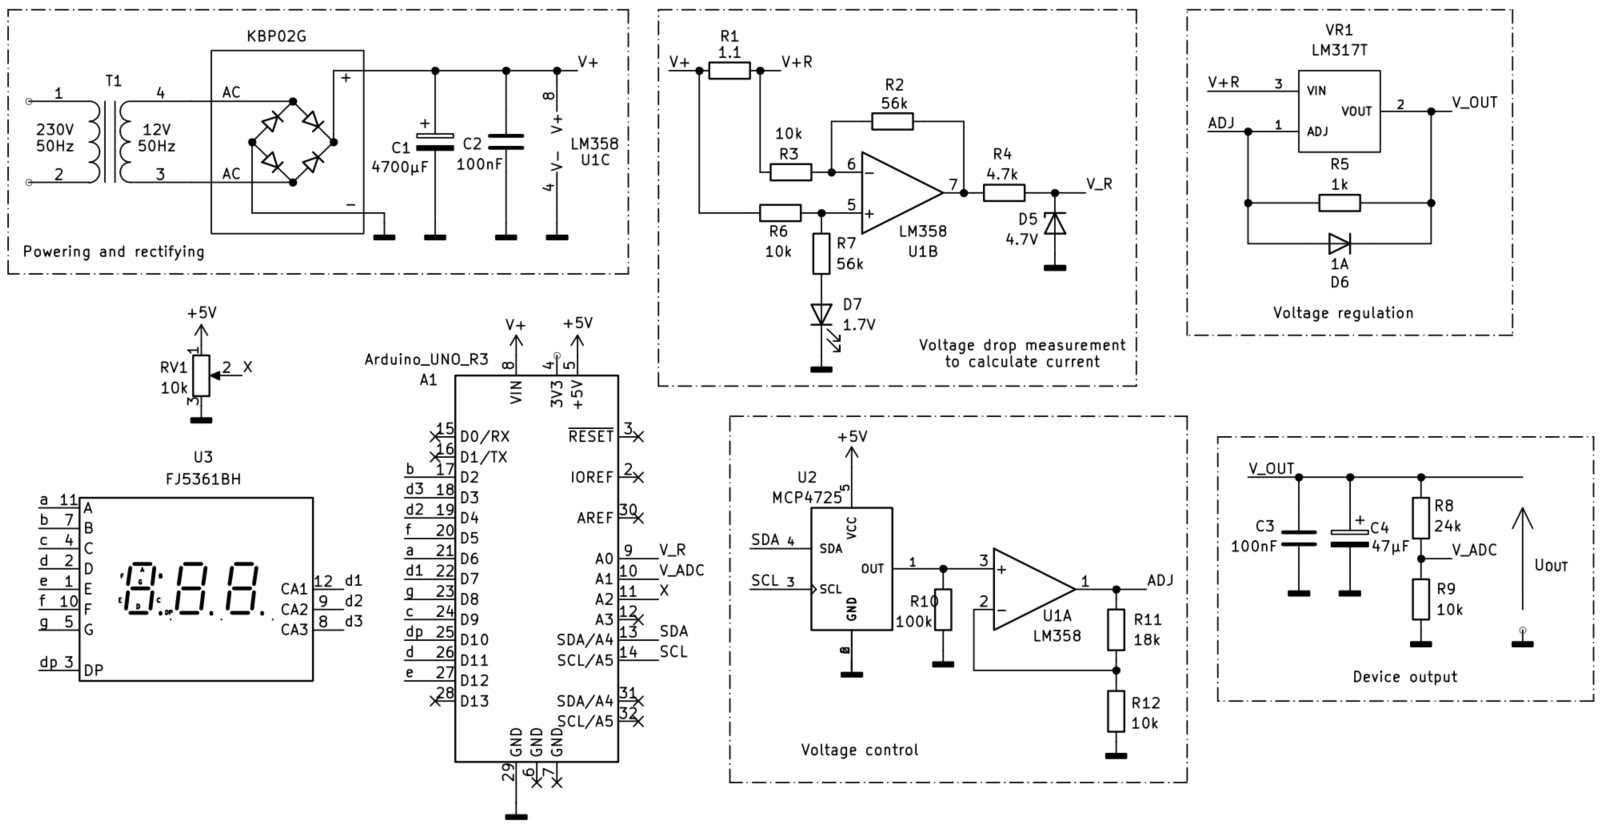 KBP02G
T1
1
230V
50Hz
2
4
12V
50Hz
3
AC
AC
+
−
+
C1
4700µF
C2
100nF
8
V+
V-
4
LM358
U1C
V+
Powering and rectifying
V+
R1
1.1
V+R
R2
56k
10k
R3
6
−
5
+
7
LM358
U1B
R4
4.7k
V_R
D5
4.7V
R6
10k
R7
56k
D7
1.7V
Voltage drop measurement
to calculate current
VR1
LM317T
V+R
3
VIN
ADJ
1
ADJ
VOUT
2
V_OUT
R5
1k
1A
D6
Voltage regulation
+5V
1
RV1
10k
2
X
3
U3
FJ5361BH
a 11 A
b 7 B
c 4 C
d 2 D
e 1 E
f 10 F
g 5 G
dp 3 DP
A
F
B
G
E
C
D
DP
CA1 12 d1
CA2 9 d2
CA3 8 d3
Arduino_UNO_R3
A1
V+
8
VIN
4
3V3
+5V
5
+5V
15 D0/RX
16 D1/TX
b 17 D2
d3 18 D3
d2 19 D4
f 20 D5
a 21 D6
d1 22 D7
g 23 D8
c 24 D9
dp 25 D10
d 26 D11
e 27 D12
28 D13
RESET 3
IOREF 2
AREF 30
A0 9 V_R
A1 10 V_ADC
A2 11 X
A3 12
SDA/A4 13 SDA
SCL/A5 14 SCL
SDA/A4 31
SCL/A5 32
GND
GND
GND
29
6
7
+5V
U2
MCP4725
5
VCC
SDA 4 SDA
SCL 3 SCL
OUT
1
GND
R10
100k
3
+
2
−
1
U1A
LM358
ADJ
R11
18k
R12
10k
Voltage control
V_OUT
C3
100nF
+
C4
47µF
R8
24k
V_ADC
R9
10k
UOUT
Device output